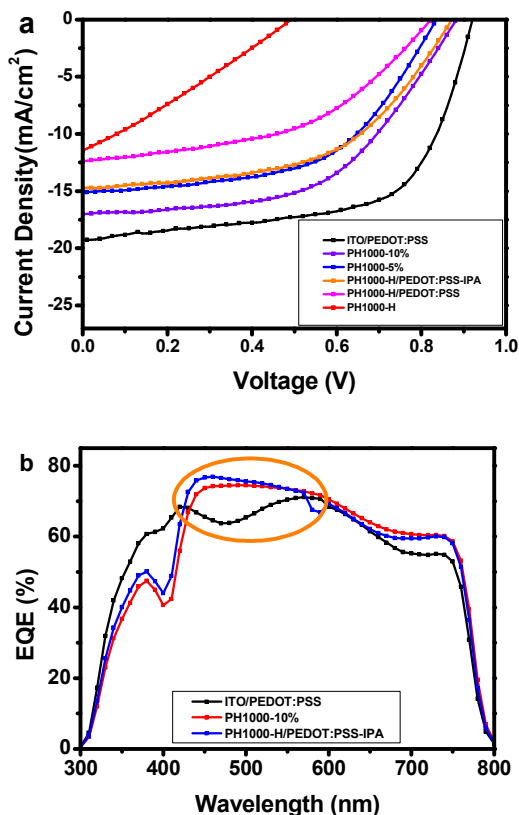 a
0
-5
-10
-15
-20
-25
Current Density(mA/cm²)
ITO/PEDOT:PSS
PH1000-10%
PH1000-5%
PH1000-H/PEDOT:PSS-IPA
PH1000-H/PEDOT:PSS
PH1000-H
0.0 0.2 0.4 0.6 0.8 1.0
Voltage (V)
b
80
60
40
20
0
EQE (%)
ITO/PEDOT:PSS
PH1000-10%
PH1000-H/PEDOT:PSS-IPA
300 400 500 600 700 800
Wavelength (nm)